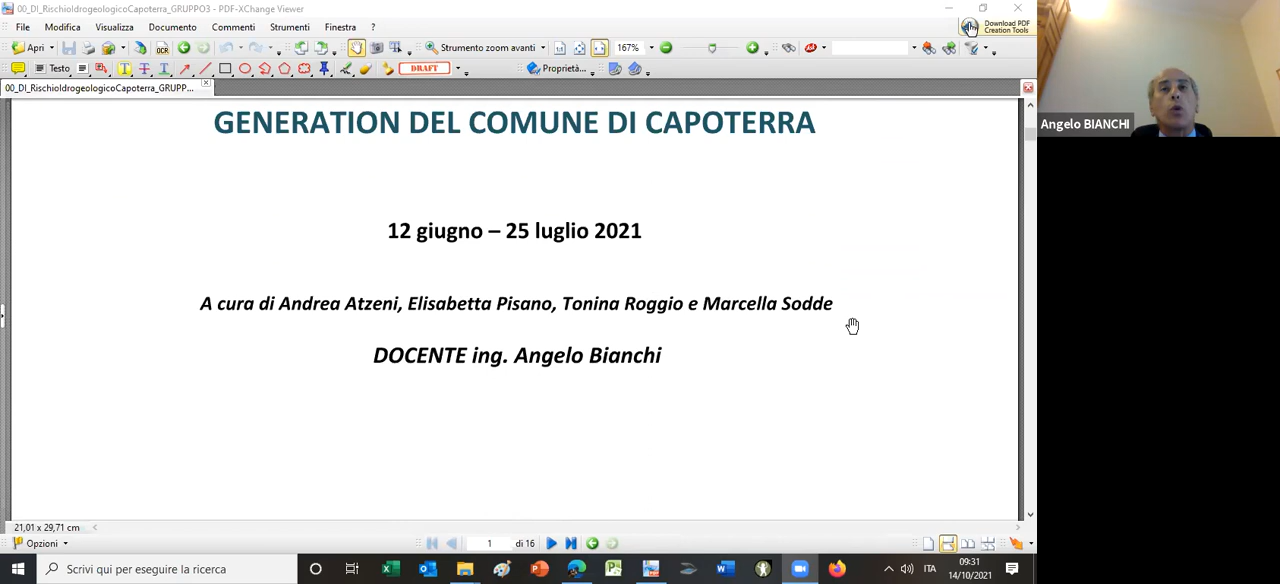 00_DI_RischioIdrogeologicoCapoterra_GRUPPO3 - PDF-XChange Viewer
File Modifica Visualizza Documento Commenti Strumenti Finestra ?
Download PDF
Creation Tools
Apri OCR Strumento zoom avanti 167%
Testo DRAFT Proprietà...
00_DI_RischioIdrogeologicoCapoterra_GRUPP...
GENERATION DEL COMUNE DI CAPOTERRA
12 giugno – 25 luglio 2021
A cura di Andrea Atzeni, Elisabetta Pisano, Tonina Roggio e Marcella Sodde
DOCENTE ing. Angelo Bianchi
Angelo BIANCHI
21,01 x 29,71 cm
Opzioni 1 di 16
Scrivi qui per eseguire la ricerca
ITA
09:31
14/10/2021